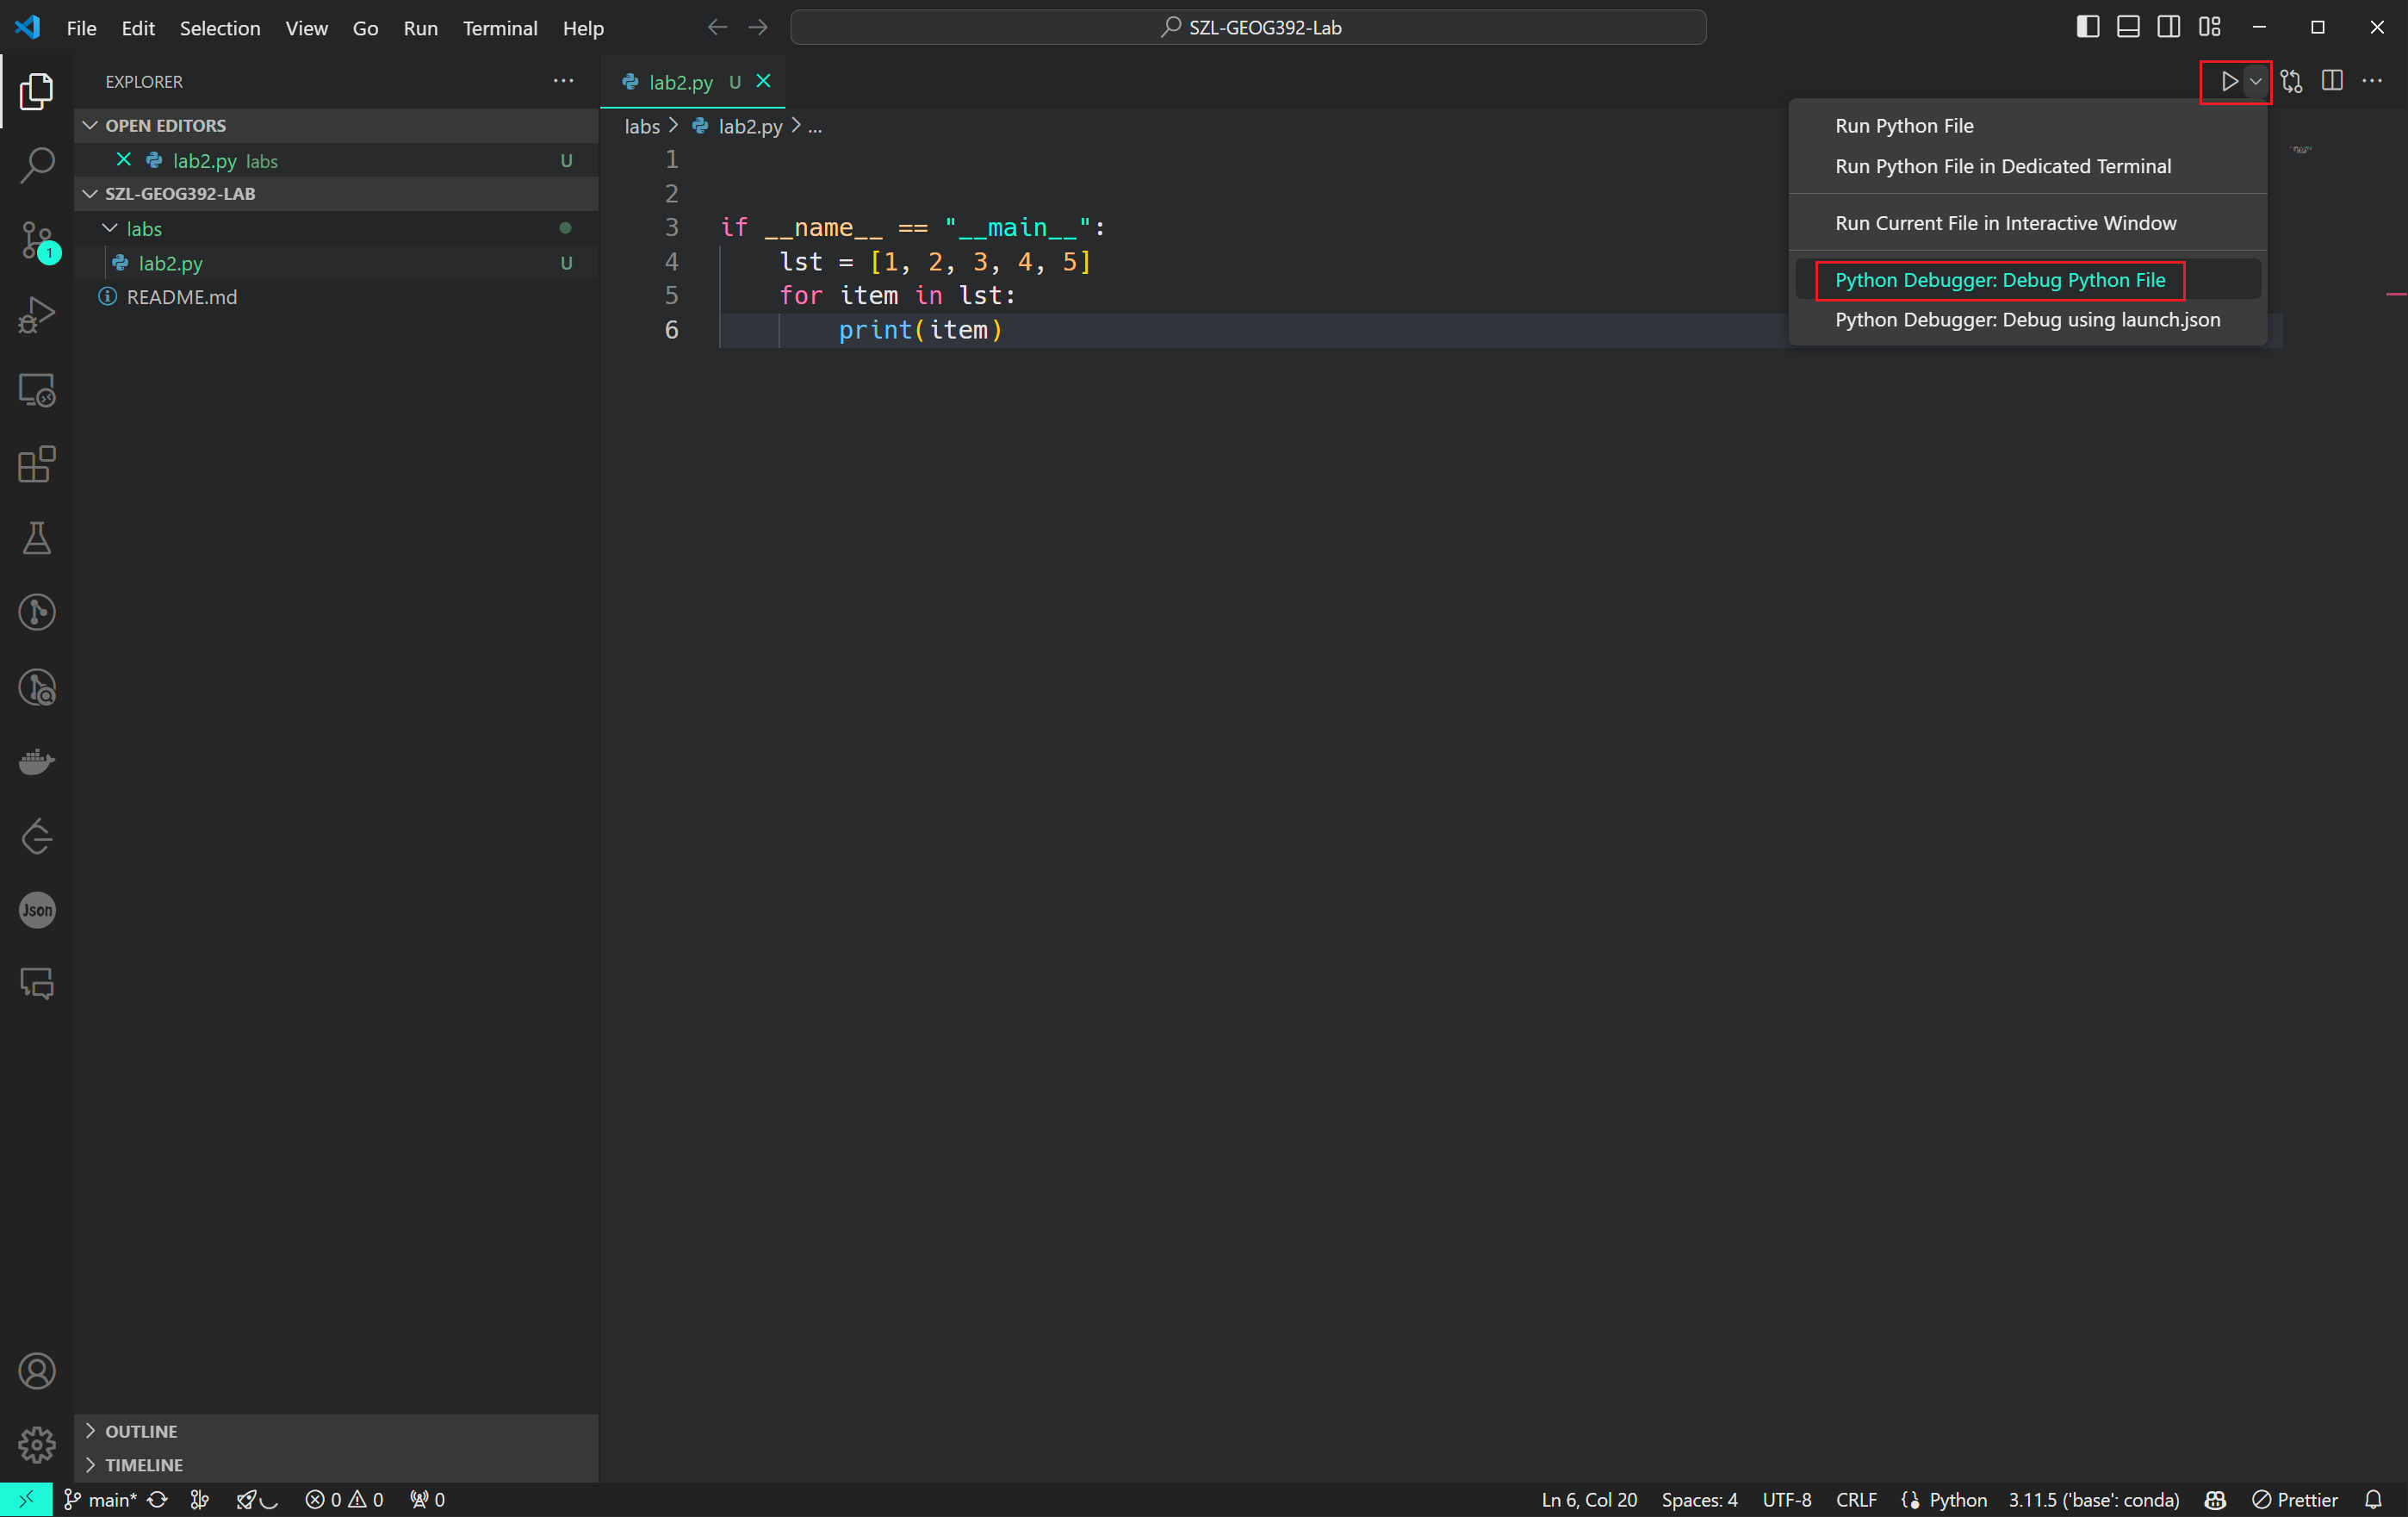 File Edit Selection View Go Run Terminal Help
SZL-GEOG392-Lab
EXPLORER
lab2.py U
OPEN EDITORS
lab2.py labs U
SZL-GEOG392-LAB
labs
lab2.py U
README.md
labs > lab2.py > ...
1
2
3 if __name__ == "__main__":
4 lst = [1, 2, 3, 4, 5]
5 for item in lst:
6 print(item)
Run Python File
Run Python File in Dedicated Terminal
Run Current File in Interactive Window
Python Debugger: Debug Python File
Python Debugger: Debug using launch.json
1
Json
OUTLINE
TIMELINE
main* 0 0 0 Ln 6, Col 20 Spaces: 4 UTF-8 CRLF Python 3.11.5 ('base': conda) Prettier